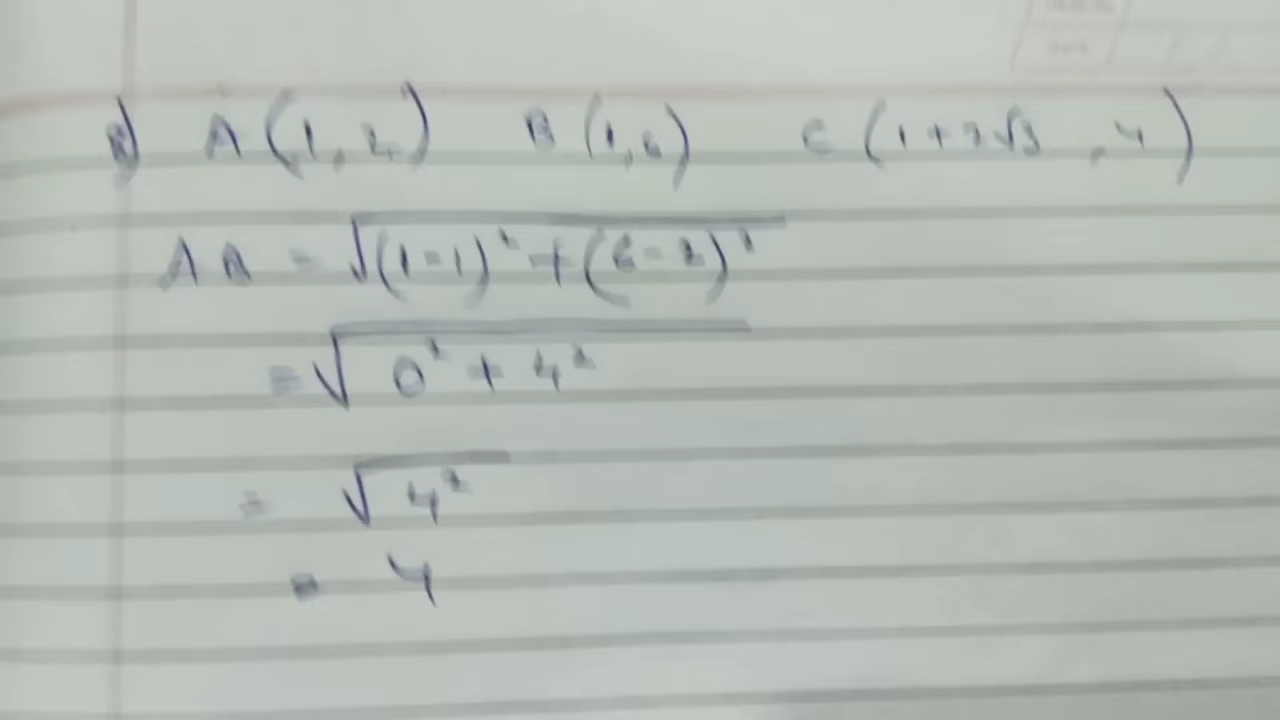 A (1, 2) B (1, 6) C (1 + 2√3 , 4)
AB = √(1-1)² + (6-2)²
= √0² + 4²
= √4²
= 4